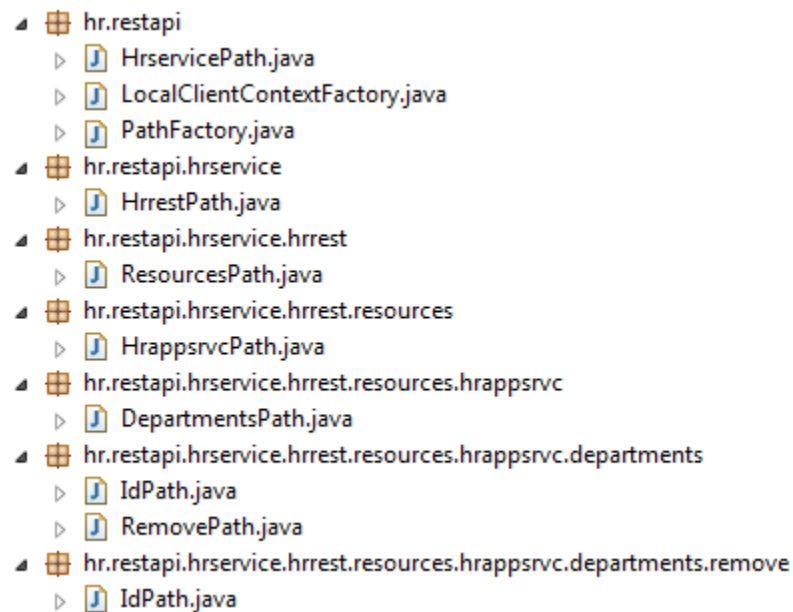 hr.restapi
HrservicePath.java
LocalClientContextFactory.java
PathFactory.java
hr.restapi.hrservice
HrrestPath.java
hr.restapi.hrservice.hrrest
ResourcesPath.java
hr.restapi.hrservice.hrrest.resources
HrappsrvcPath.java
hr.restapi.hrservice.hrrest.resources.hrappsrvc
DepartmentsPath.java
hr.restapi.hrservice.hrrest.resources.hrappsrvc.departments
IdPath.java
RemovePath.java
hr.restapi.hrservice.hrrest.resources.hrappsrvc.departments.remove
IdPath.java